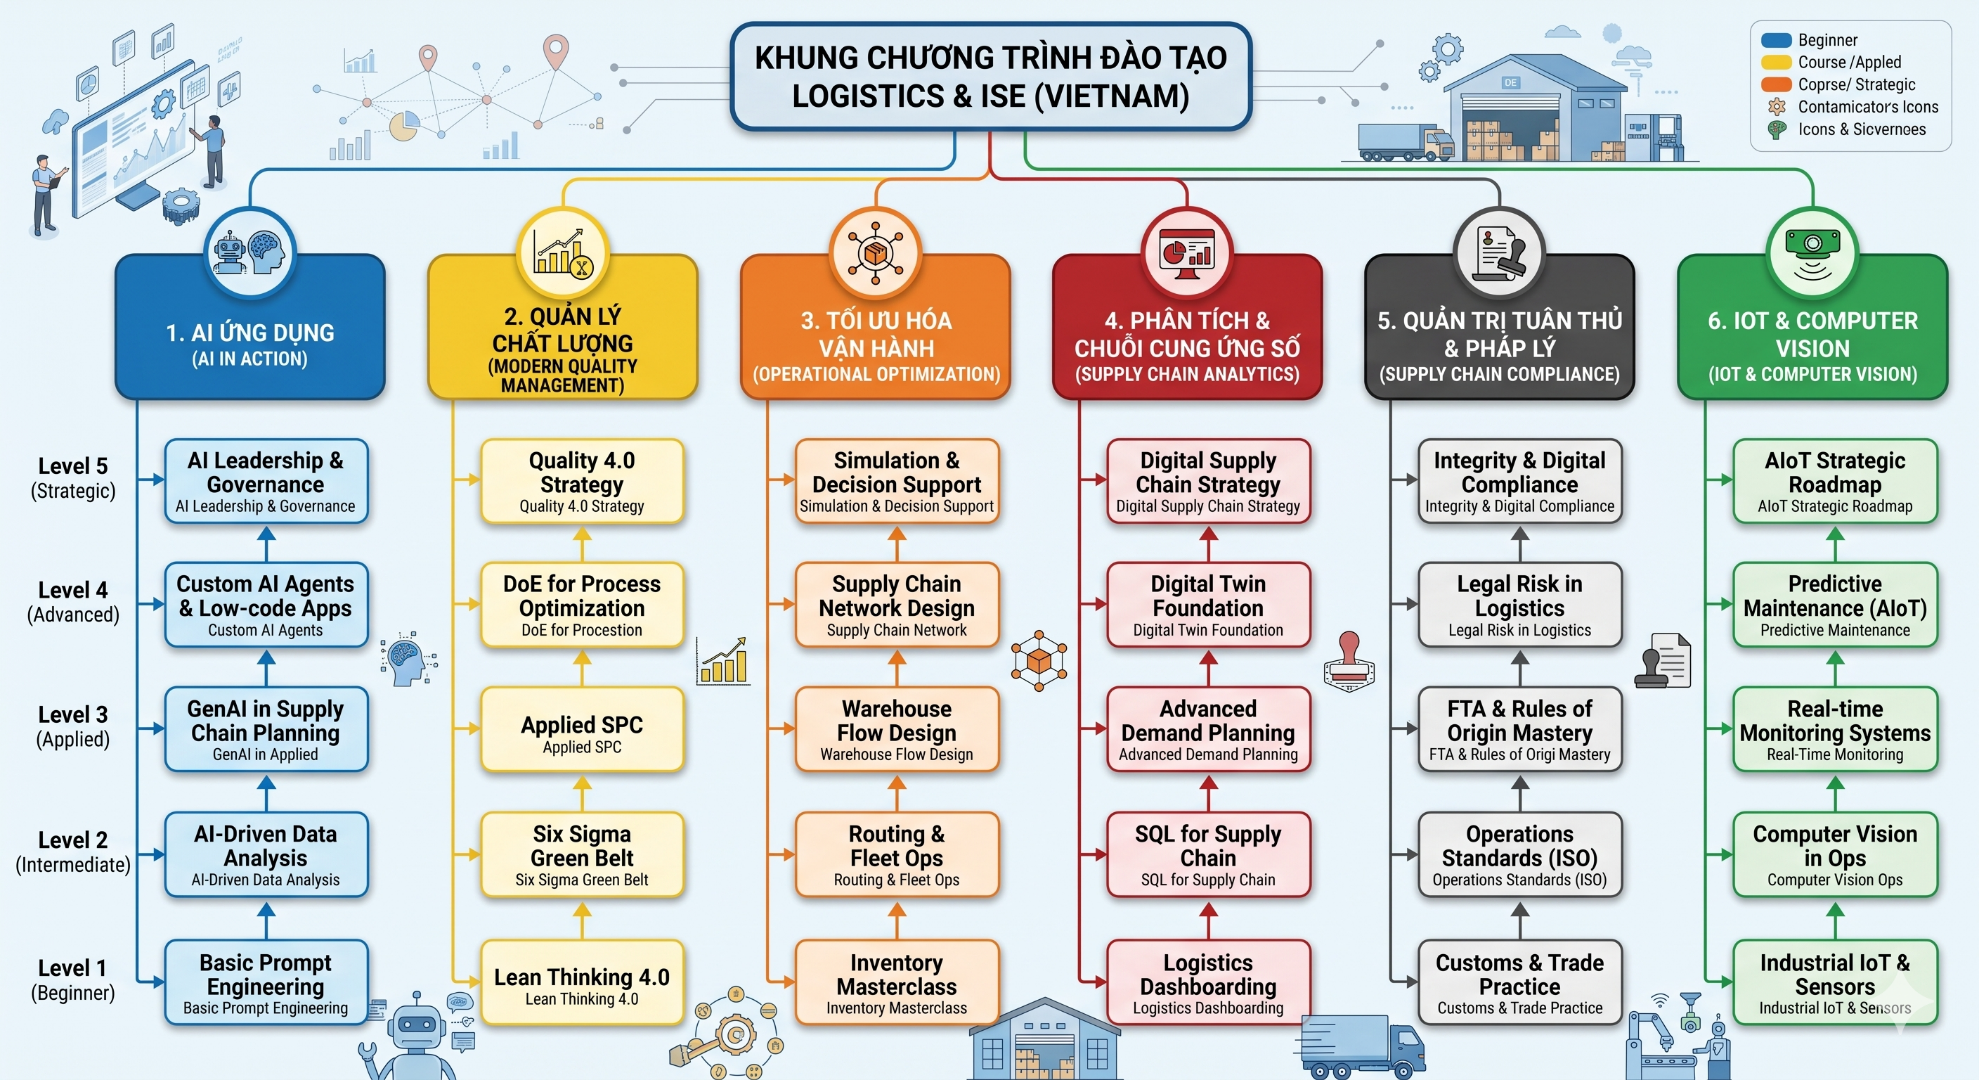 KHUNG CHƯƠNG TRÌNH ĐÀO TẠO
LOGISTICS & ISE (VIETNAM)
Beginner
Course /Appled
Coprse/ Strategic
Contamicators Icons
Icons & Sicvernoes
OE
1. AI ỨNG DỤNG
(AI IN ACTION)
2. QUẢN LÝ
CHẤT LƯỢNG
(MODERN QUALITY
MANAGEMENT)
3. TỐI ƯU HÓA
VẬN HÀNH
(OPERATIONAL OPTIMIZATION)
4. PHÂN TÍCH &
CHUỖI CUNG ỨNG SỐ
(SUPPLY CHAIN ANALYTICS)
5. QUẢN TRỊ TUÂN THỦ
& PHÁP LÝ
(SUPPLY CHAIN COMPLIANCE)
6. IOT & COMPUTER
VISION
(IOT & COMPUTER VISION)
Level 5
(Strategic)
AI Leadership &
Governance
AI Leadership & Governance
Quality 4.0
Strategy
Quality 4.0 Strategy
Simulation &
Decision Support
Simulation & Decision Support
Digital Supply
Chain Strategy
Digital Supply Chain Strategy
Integrity & Digital
Compliance
Integrity & Digital Compliance
AIoT Strategic
Roadmap
AIoT Strategic Roadmap
Level 4
(Advanced)
Custom AI Agents
& Low-code Apps
Custom AI Agents
DoE for Process
Optimization
DoE for Procestion
Supply Chain
Network Design
Supply Chain Network
Digital Twin
Foundation
Digital Twin Foundation
Legal Risk in
Logistics
Legal Risk in Logistics
Predictive
Maintenance (AIoT)
Predictive Maintenance
Level 3
(Applied)
GenAI in Supply
Chain Planning
GenAI in Applied
Applied SPC
Applied SPC
Warehouse
Flow Design
Warehouse Flow Design
Advanced
Demand Planning
Advanced Demand Planning
FTA & Rules of
Origin Mastery
FTA & Rules of Origi Mastery
Real-time
Monitoring Systems
Real-Time Monitoring
Level 2
(Intermediate)
AI-Driven Data
Analysis
AI-Driven Data Analysis
Six Sigma
Green Belt
Six Sigma Green Belt
Routing &
Fleet Ops
Routing & Fleet Ops
SQL for Supply
Chain
SQL for Supply Chain
Operations
Standards (ISO)
Operations Standards (ISO)
Computer Vision
in Ops
Computer Vision Ops
Level 1
(Beginner)
Basic Prompt
Engineering
Basic Prompt Engineering
Lean Thinking 4.0
Lean Thinking 4.0
Inventory
Masterclass
Inventory Masterclass
Logistics
Dashboarding
Logistics Dashboarding
Customs & Trade
Practice
Customs & Trade Practice
Industrial IoT &
Sensors
Industrial IoT & Sensors